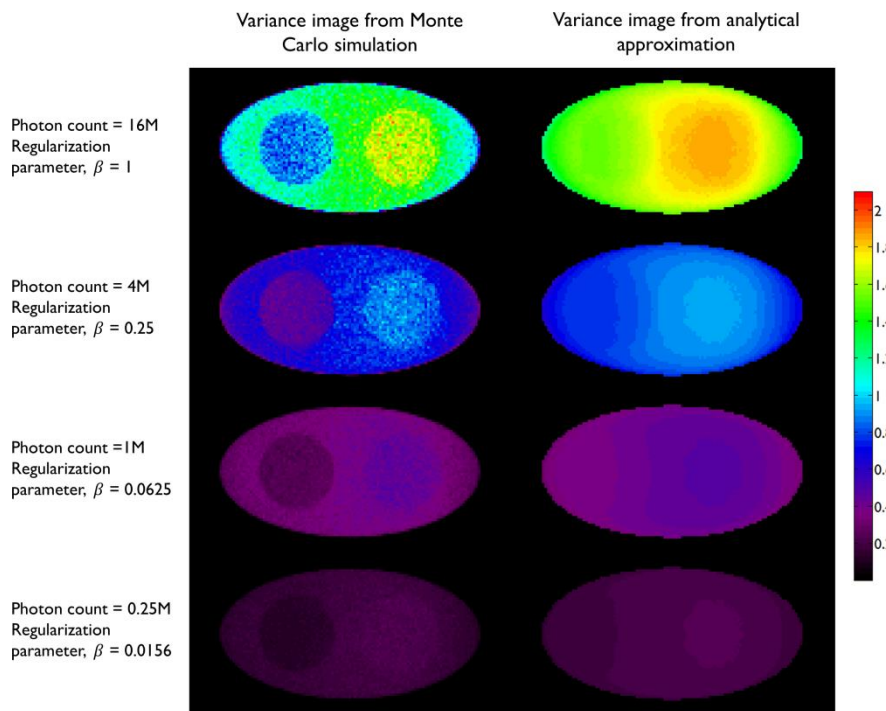 Variance image from Monte
Carlo simulation
Variance image from analytical
approximation
Photon count = 16M
Regularization
parameter, β = 1
Photon count = 4M
Regularization
parameter, β = 0.25
Photon count =1M
Regularization
parameter, β = 0.0625
Photon count = 0.25M
Regularization
parameter, β = 0.0156
2
1